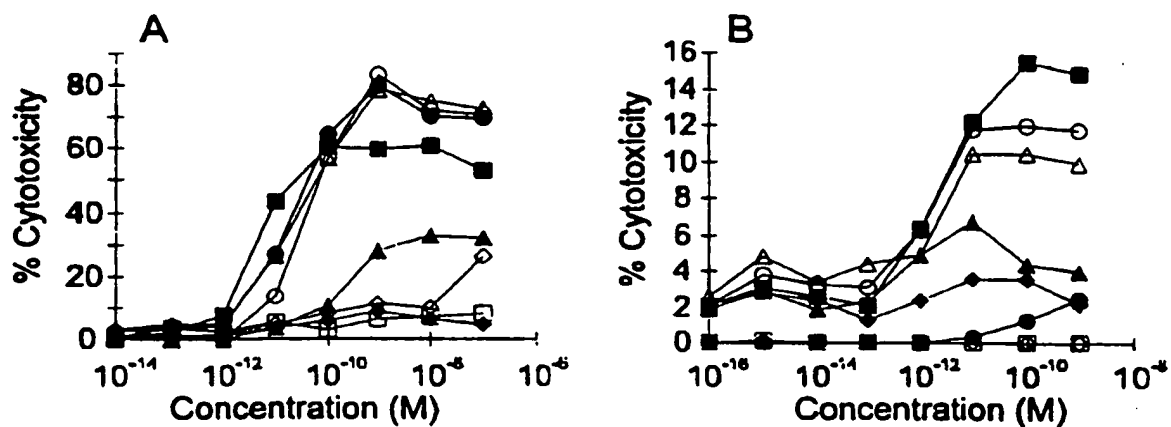 A
% Cytotoxicity
80
60
40
20
0
10⁻¹⁴ 10⁻¹² 10⁻¹⁰ 10⁻⁸ 10⁻⁶
Concentration (M)
B
% Cytotoxicity
16
14
12
10
8
6
4
2
0
10⁻¹⁶ 10⁻¹⁴ 10⁻¹² 10⁻¹⁰ 10⁻⁸
Concentration (M)